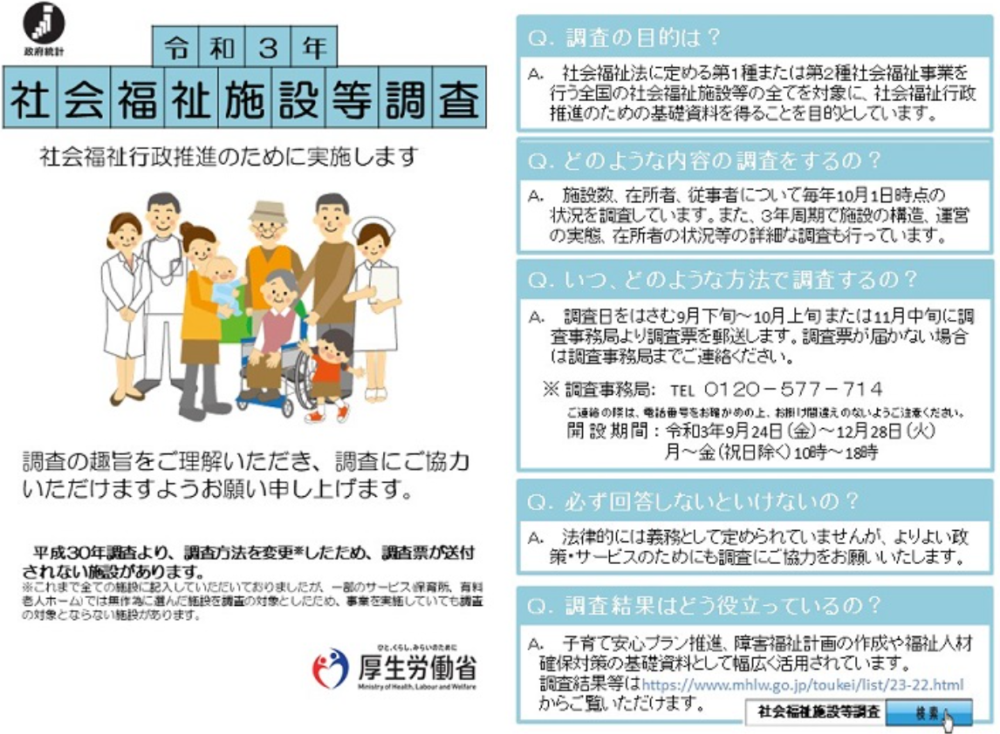 政府統計
令和3年
社会福祉施設等調査
社会福祉行政推進のために実施します
調査の趣旨をご理解いただき、調査にご協力
いただけますようお願い申し上げます。
平成30年調査より、調査方法を変更※したため、調査票が送付
されない施設があります。
※これまで全ての施設に記入していただいておりましたが、一部のサービス(保育所、有料
老人ホーム)では無作為に選んだ施設を調査の対象としたため、事業を実施していても調査
の対象とならない施設があります。
ひと、くらし、みらいのために
厚生労働省
Ministry of Health, Labour and Welfare
Q. 調査の目的は？
A. 社会福祉法に定める第1種または第2種社会福祉事業を
行う全国の社会福祉施設等の全てを対象に、社会福祉行政
推進のための基礎資料を得ることを目的としています。
Q. どのような内容の調査をするの？
A. 施設数、在所者、従事者について毎年10月1日時点の
状況を調査しています。また、3年周期で施設の構造、運営
の実態、在所者の状況等の詳細な調査も行っています。
Q. いつ、どのような方法で調査するの？
A. 調査日をはさむ9月下旬～10月上旬または11月中旬に調
査事務局より調査票を郵送します。調査票が届かない場合
は調査事務局までご連絡ください。
※ 調査事務局: TEL 0120－577－714
ご連絡の際は、電話番号をお確かめの上、お掛け間違えのないようご注意ください。
開設期間：令和3年9月24日(金)～12月28日(火)
月～金(祝日除く)10時～18時
Q. 必ず回答しないといけないの？
A. 法律的には義務として定められていませんが、よりよい政
策・サービスのためにも調査にご協力をお願いいたします。
Q. 調査結果はどう役立っているの？
A. 子育て安心プラン推進、障害福祉計画の作成や福祉人材
確保対策の基礎資料として幅広く活用されています。
調査結果等はhttps://www.mhlw.go.jp/toukei/list/23-22.html
からご覧いただけます。
社会福祉施設等調査 検索